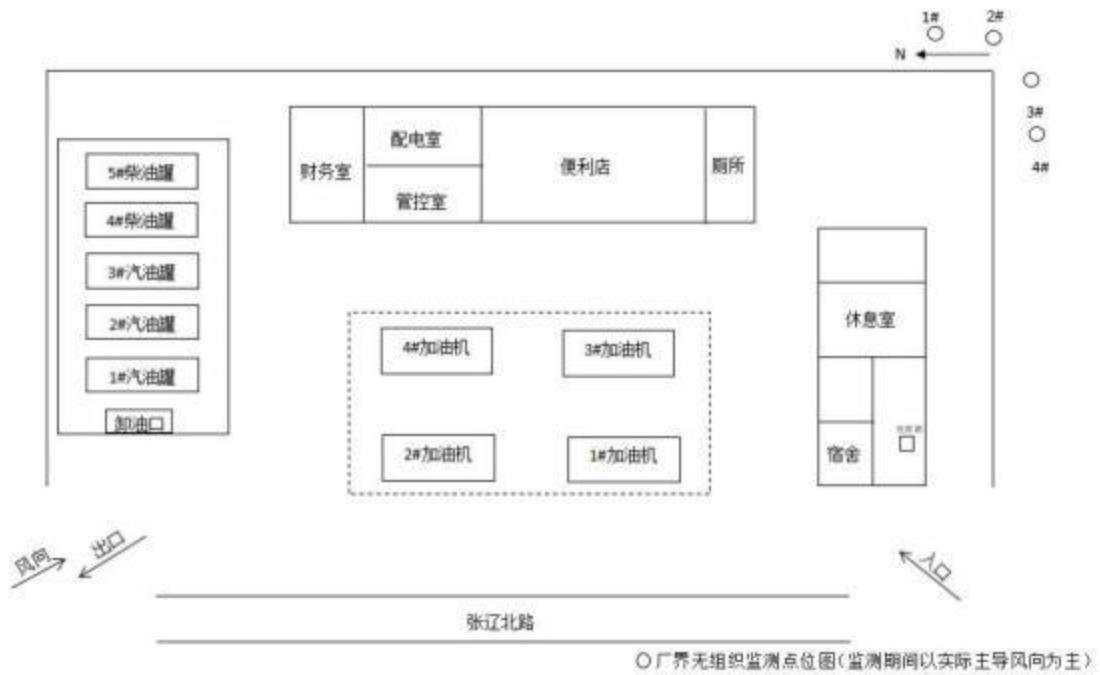 1#
2#
N
3#
4#
财务室
配电室
管控室
便利店
厕所
5#柴油罐
4#柴油罐
3#汽油罐
2#汽油罐
1#汽油罐
卸油口
4#加油机
3#加油机
2#加油机
1#加油机
休息室
宿舍
风向
出口
入口
张辽北路
○厂界无组织监测点位图(监测期间以实际主导风向为主)